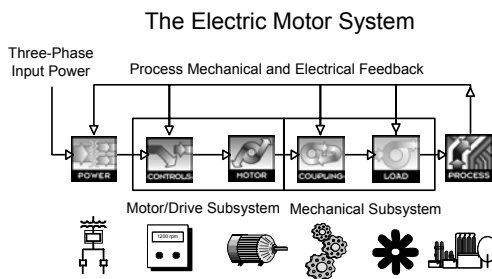 The Electric Motor System
Three-Phase
Input Power
Process Mechanical and Electrical Feedback
POWER
CONTROLS
MOTOR
COUPLING
LOAD
PROCESS
Motor/Drive Subsystem
Mechanical Subsystem
1200 rpm